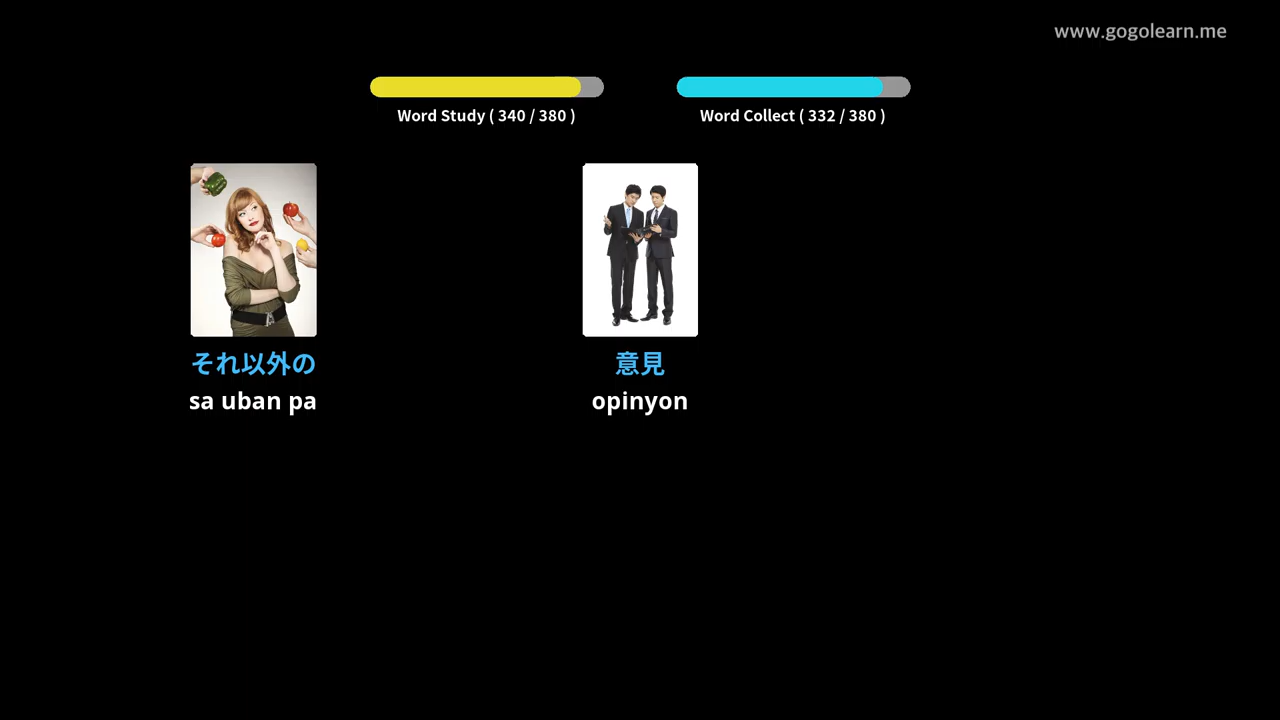 www.gogolearn.me
Word Study ( 340 / 380 )
Word Collect ( 332 / 380 )
それ以外の
sa uban pa
意見
opinyon